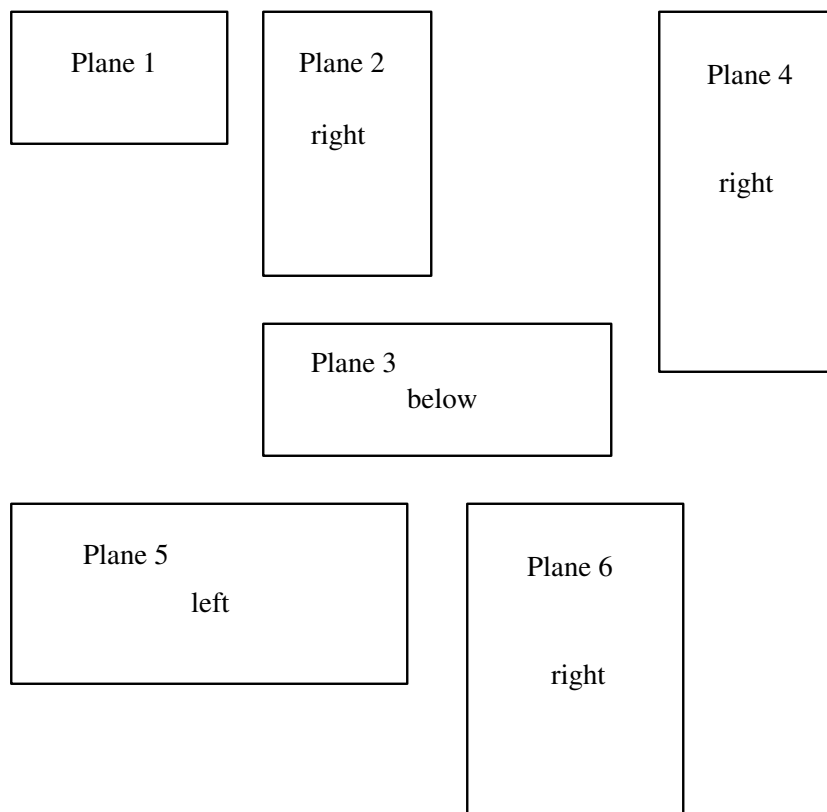 Plane 1
Plane 2
right
Plane 4
right
Plane 3
below
Plane 5
left
Plane 6
right